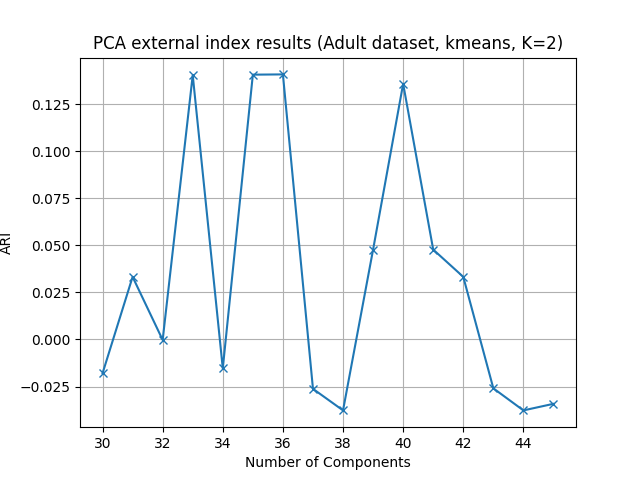 PCA external index results (Adult dataset, kmeans, K=2)
0.125
0.100
0.075
0.050
0.025
0.000
−0.025
ARI
30 32 34 36 38 40 42 44
Number of Components